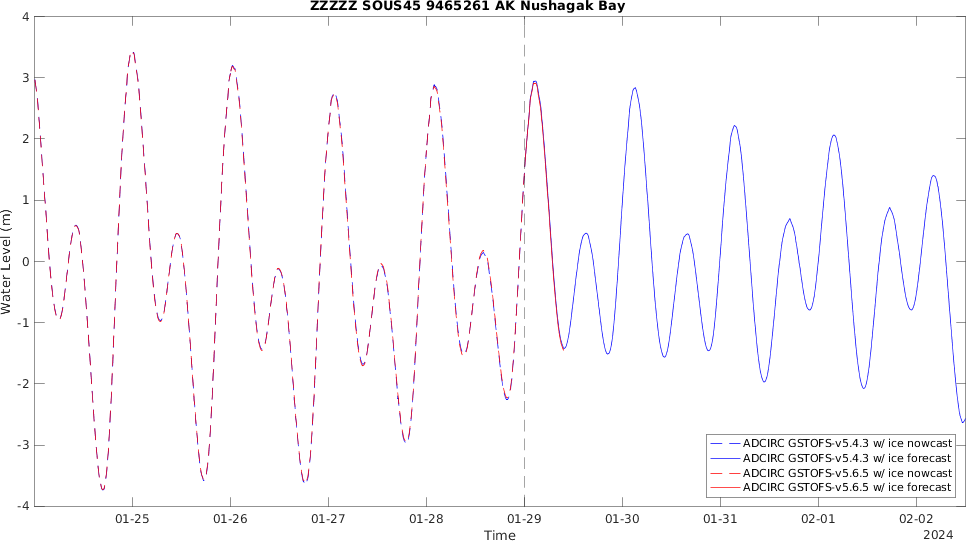 ZZZZZ SOUS45 9465261 AK Nushagak Bay
4
3
2
1
0
-1
-2
-3
-4
Water Level (m)
ADCIRC GSTOFS-v5.4.3 w/ ice nowcast
ADCIRC GSTOFS-v5.4.3 w/ ice forecast
ADCIRC GSTOFS-v5.6.5 w/ ice nowcast
ADCIRC GSTOFS-v5.6.5 w/ ice forecast
01-25 01-26 01-27 01-28 01-29 01-30 01-31 02-01 02-02
Time
2024